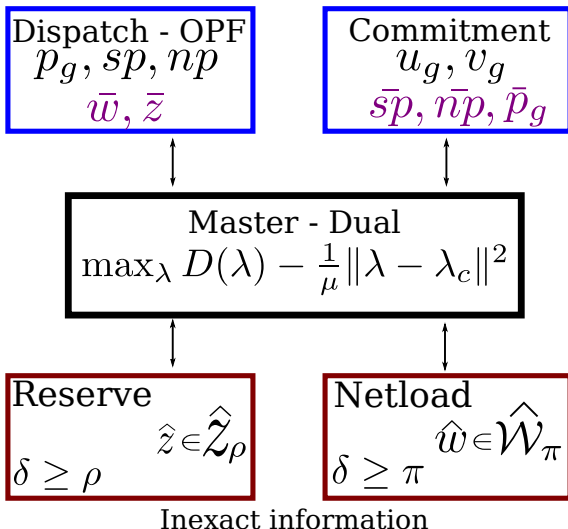 Dispatch - OPF
p_g, sp, np
w̄, z̄
Commitment
u_g, v_g
s̄p, n̄p, p̄_g
Master - Dual
max_λ D(λ) − 1/μ ‖λ − λ_c‖²
Reserve
ẑ ∈ 𝒵̂_ρ
δ ≥ ρ
Netload
ŵ ∈ 𝒲̂_π
δ ≥ π
Inexact information